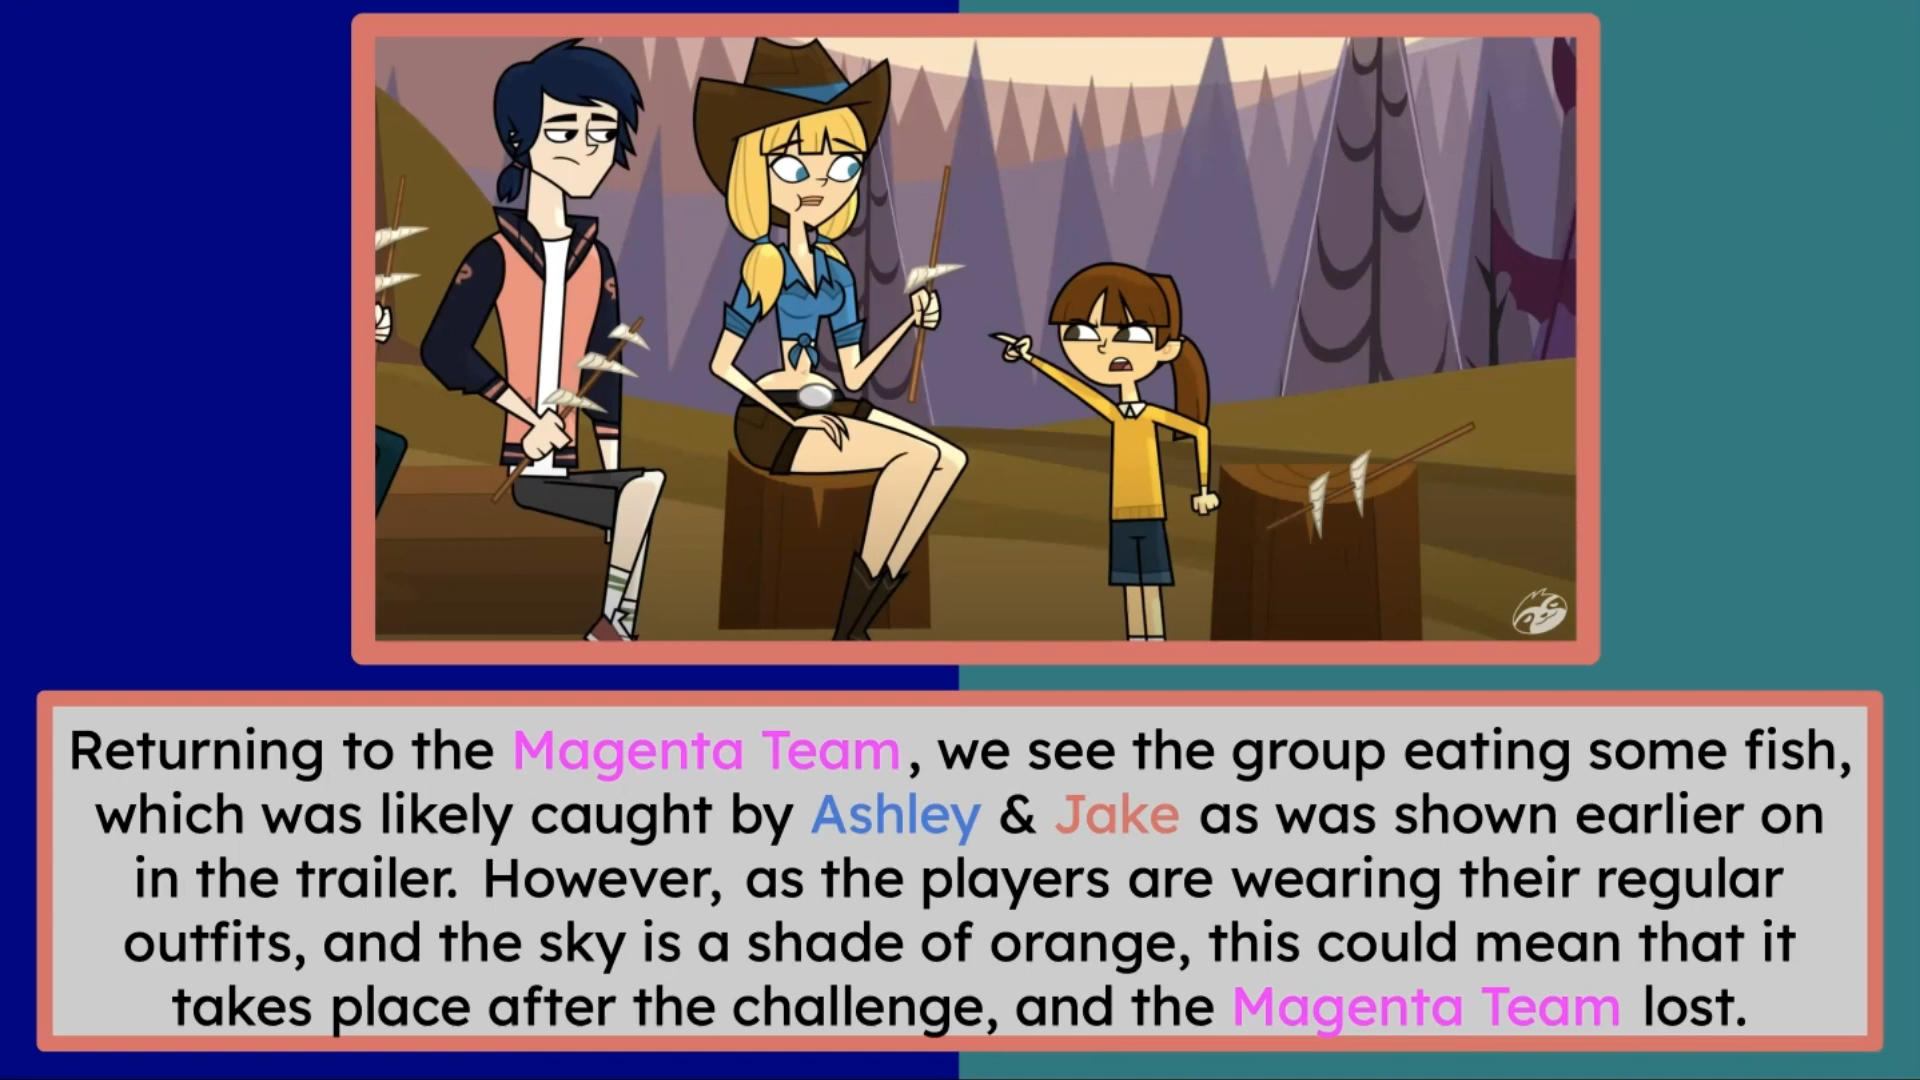 Returning to the Magenta Team, we see the group eating some fish,
which was likely caught by Ashley & Jake as was shown earlier on
in the trailer. However, as the players are wearing their regular
outfits, and the sky is a shade of orange, this could mean that it
takes place after the challenge, and the Magenta Team lost.